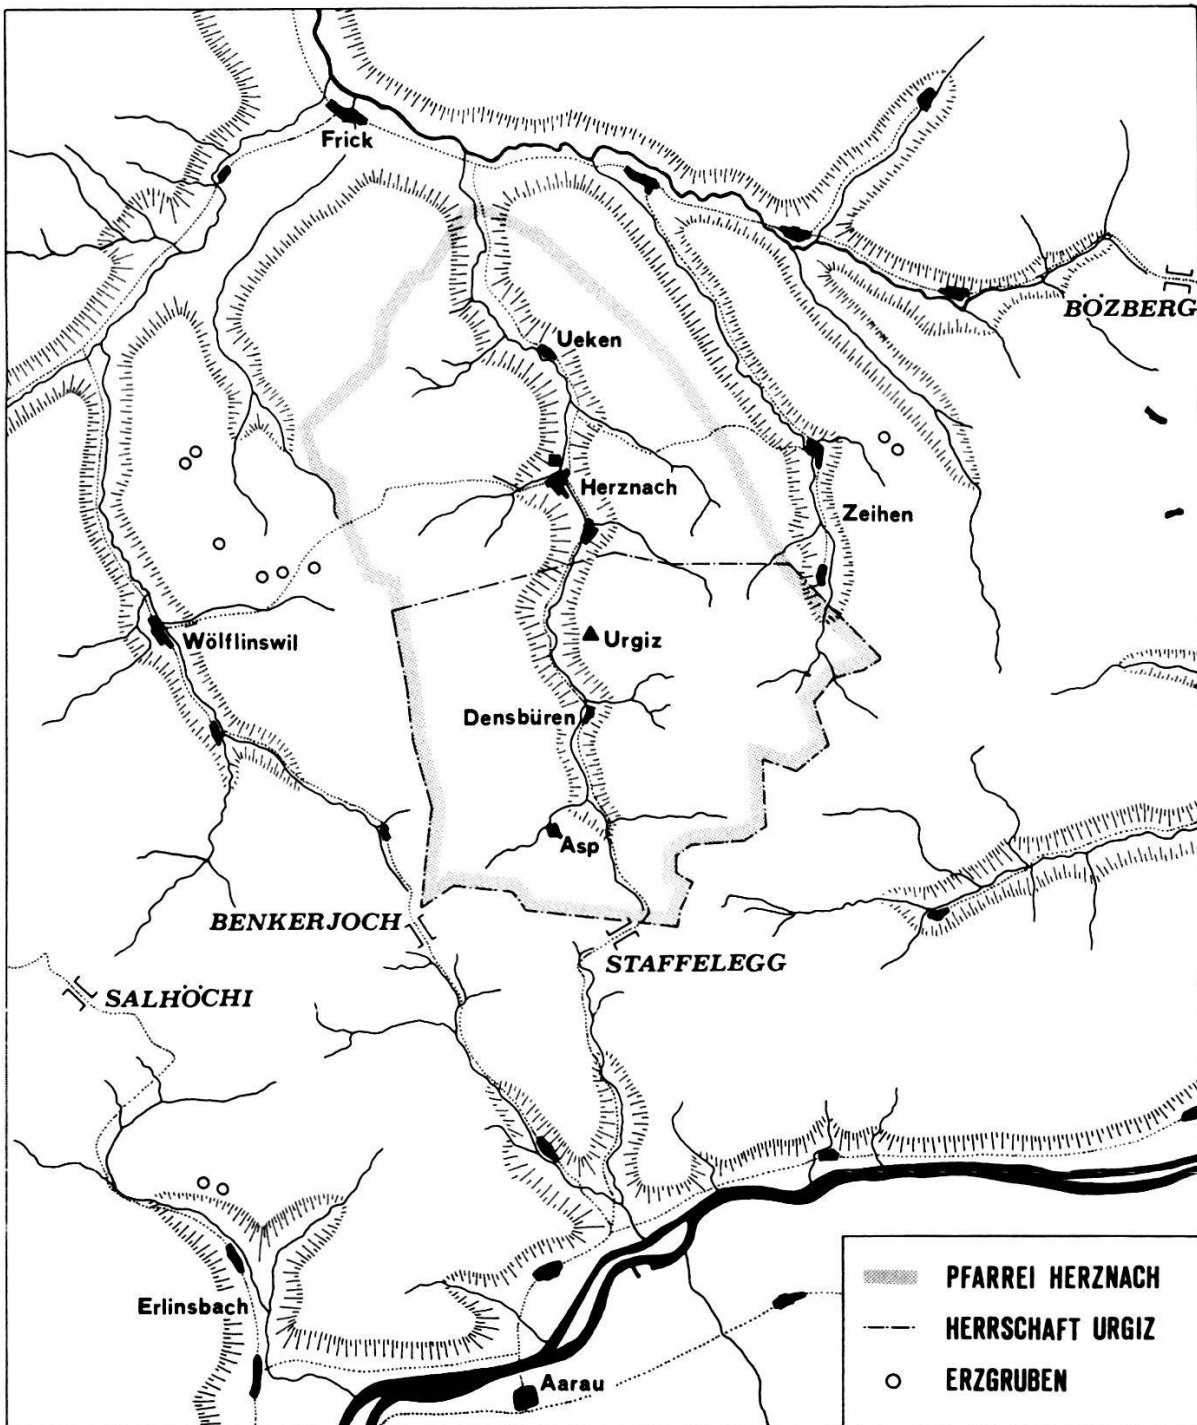 Frick
BÖZBERG
Ueken
Herznach
Zeihen
Wölflinswil
Urgiz
Densbüren
Asp
BENKERJOCH
STAFFELEGG
SALHÖCHI
Erlinsbach
Aarau
PFARREI HERZNACH
HERRSCHAFT URGIZ
ERZGRUBEN